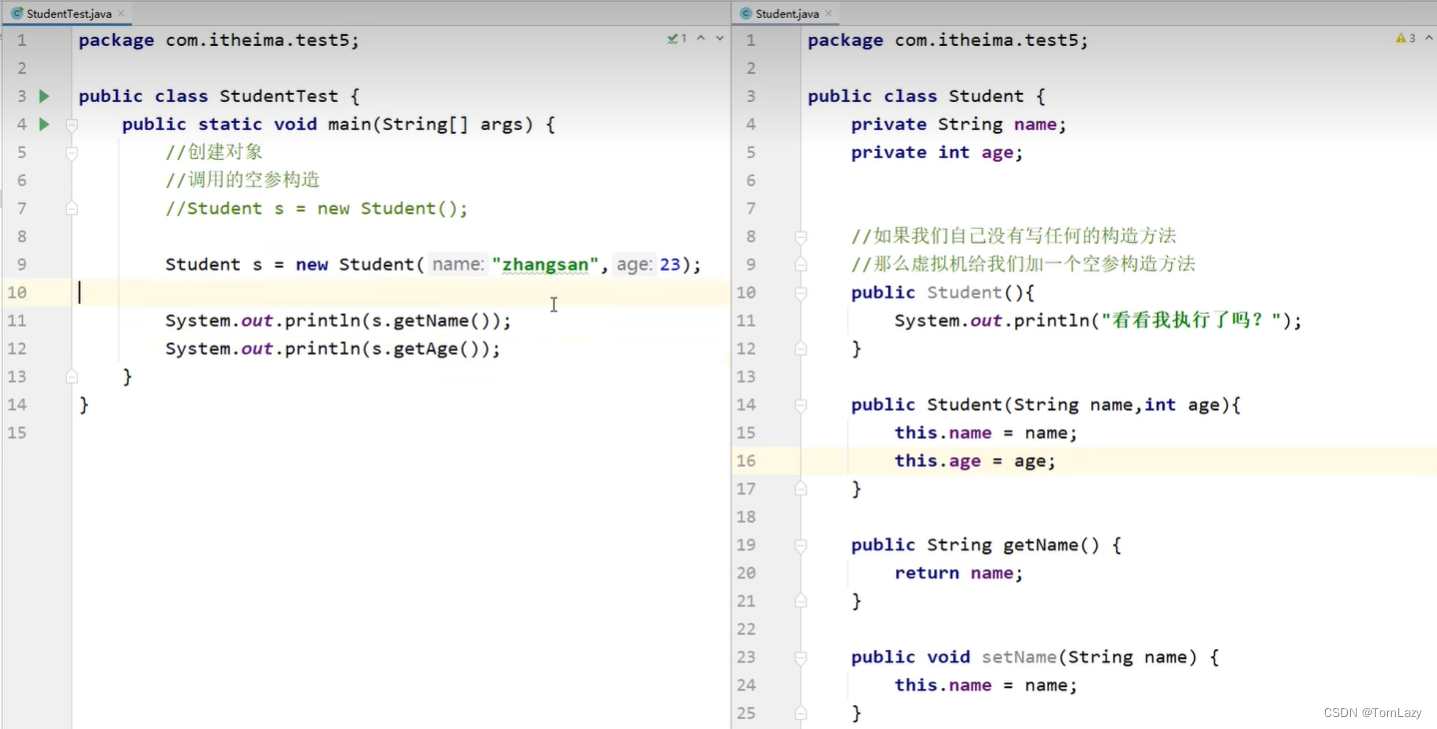 StudentTest.java
1 package com.itheima.test5;
1
2
3 public class StudentTest {
4 public static void main(String[] args) {
5 //创建对象
6 //调用的空参构造
7 //Student s = new Student();
8
9 Student s = new Student( name: "zhangsan", age: 23);
10
11 System.out.println(s.getName());
12 System.out.println(s.getAge());
13 }
14 }
15
Student.java
1 package com.itheima.test5;
3
2
3 public class Student {
4 private String name;
5 private int age;
6
7
8 //如果我们自己没有写任何的构造方法
9 //那么虚拟机给我们加一个空参构造方法
10 public Student(){
11 System.out.println("看看我执行了吗？");
12 }
13
14 public Student(String name,int age){
15 this.name = name;
16 this.age = age;
17 }
18
19 public String getName() {
20 return name;
21 }
22
23 public void setName(String name) {
24 this.name = name;
25 }
CSDN @TomLazy